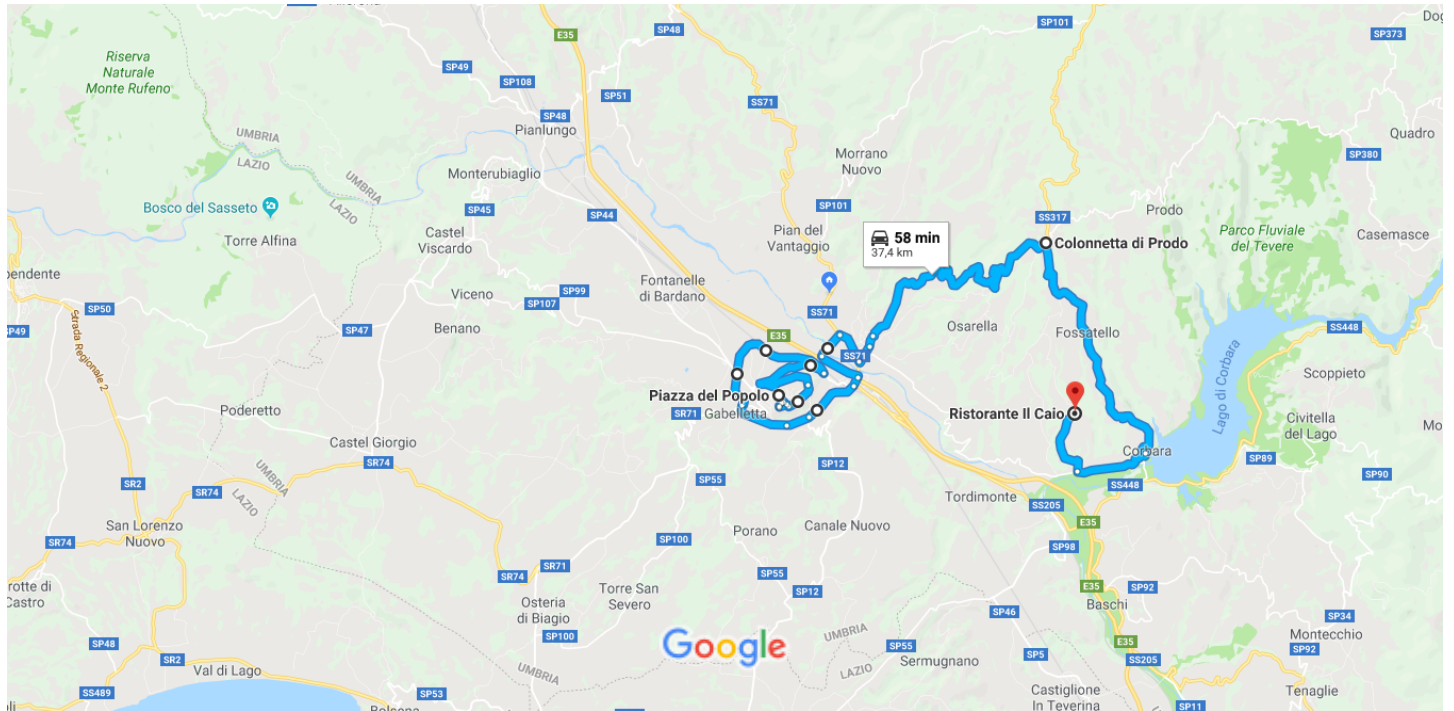 SP48
SP101
Dog
SP373
E35
Riserva
Naturale
Monte Rufeno
SP49
SP108
SP51
SS71
SP48
Pianlungo
Quadro
UMBRIA
LAZIO
Morrano
Nuovo
SP380
Monterubiaglio
UMBRIA
LAZIO
Bosco del Sasseto
SP45
SP44
SP101
Prodo
SS317
Torre Alfina
Castel
Viscardo
Pian del
Vantaggio
58 min
37,4 km
Colonnetta di Prodo
Parco Fluviale
del Tevere
Casemasce
pendente
Fontanelle
di Bardano
SP50
Viceno
SP99
SP107
SS71
SP49
Strada Regionale 2
SP47
Benano
E35
Osarella
Fossatello
SS448
SS71
Lago di Corbara
Scoppieto
Piazza del Popolo
Gabelletta
SR71
Ristorante Il Caio
Poderetto
Castel Giorgio
Civitella
del Lago
Mo
Corbara
SP89
SR74
SP12
SP90
UMBRIA
LAZIO
SP55
SS448
SR2
SR74
Tordimonte
SS205
San Lorenzo
Nuovo
Porano
Canale Nuovo
E35
SR74
SP100
SP98
SR74
SR71
SP55
E35
SP92
rotte di
Castro
Torre San
Severo
SP12
Baschi
Osteria
di Biagio
SP46
SP34
SP100
Google
UMBRIA
LAZIO
Montecchio
SP48
E35
SP92
SR2
SP55
SP5
SS205
Val di Lago
UMBRIA
LAZIO
Sermugnano
SS489
SP53
Castiglione
In Teverina
Tenaglie
SP11